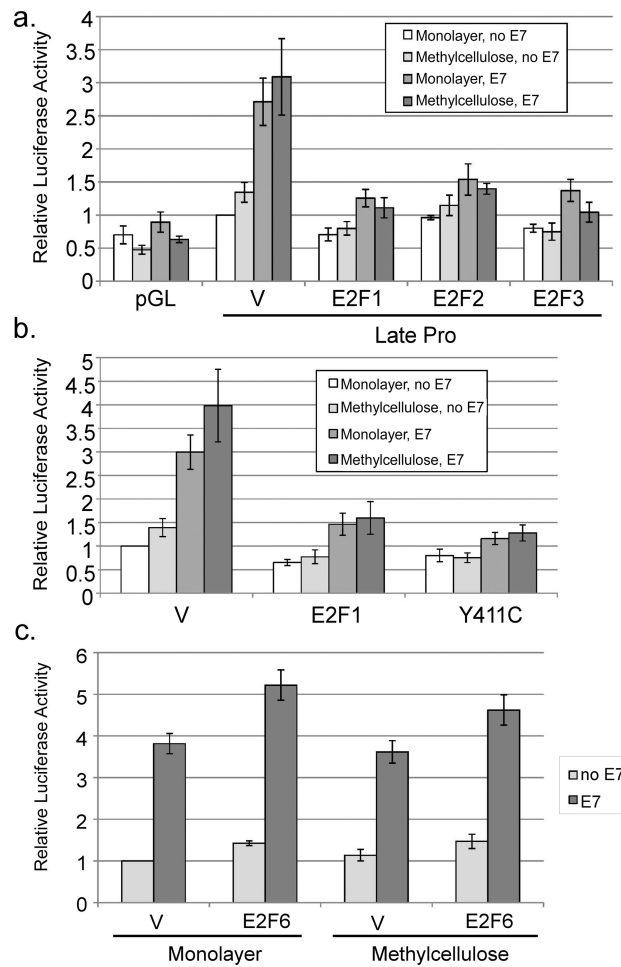 a.
Relative Luciferase Activity
4
3.5
3
2.5
2
1.5
1
0.5
0
Monolayer, no E7
Methylcellulose, no E7
Monolayer, E7
Methylcellulose, E7
pGL V E2F1 E2F2 E2F3
Late Pro
b.
Relative Luciferase Activity
5
4.5
4
3.5
3
2.5
2
1.5
1
0.5
0
Monolayer, no E7
Methylcellulose, no E7
Monolayer, E7
Methylcellulose, E7
V E2F1 Y411C
c.
Relative Luciferase Activity
6
5
4
3
2
1
0
no E7
E7
V E2F6 V E2F6
Monolayer Methylcellulose